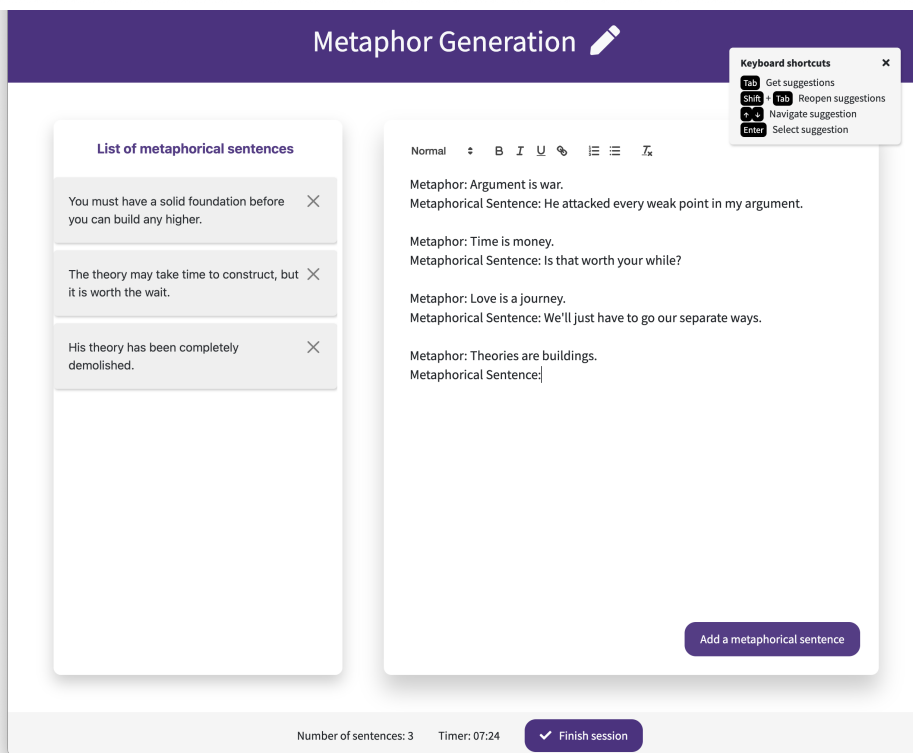 Metaphor Generation
Keyboard shortcuts
Tab Get suggestions
Shift + Tab Reopen suggestions
↑ ↓ Navigate suggestion
Enter Select suggestion
List of metaphorical sentences
You must have a solid foundation before
you can build any higher.
The theory may take time to construct, but
it is worth the wait.
His theory has been completely
demolished.
Normal B I U Tx
Metaphor: Argument is war.
Metaphorical Sentence: He attacked every weak point in my argument.
Metaphor: Time is money.
Metaphorical Sentence: Is that worth your while?
Metaphor: Love is a journey.
Metaphorical Sentence: We'll just have to go our separate ways.
Metaphor: Theories are buildings.
Metaphorical Sentence:
Add a metaphorical sentence
Number of sentences: 3 Timer: 07:24 Finish session